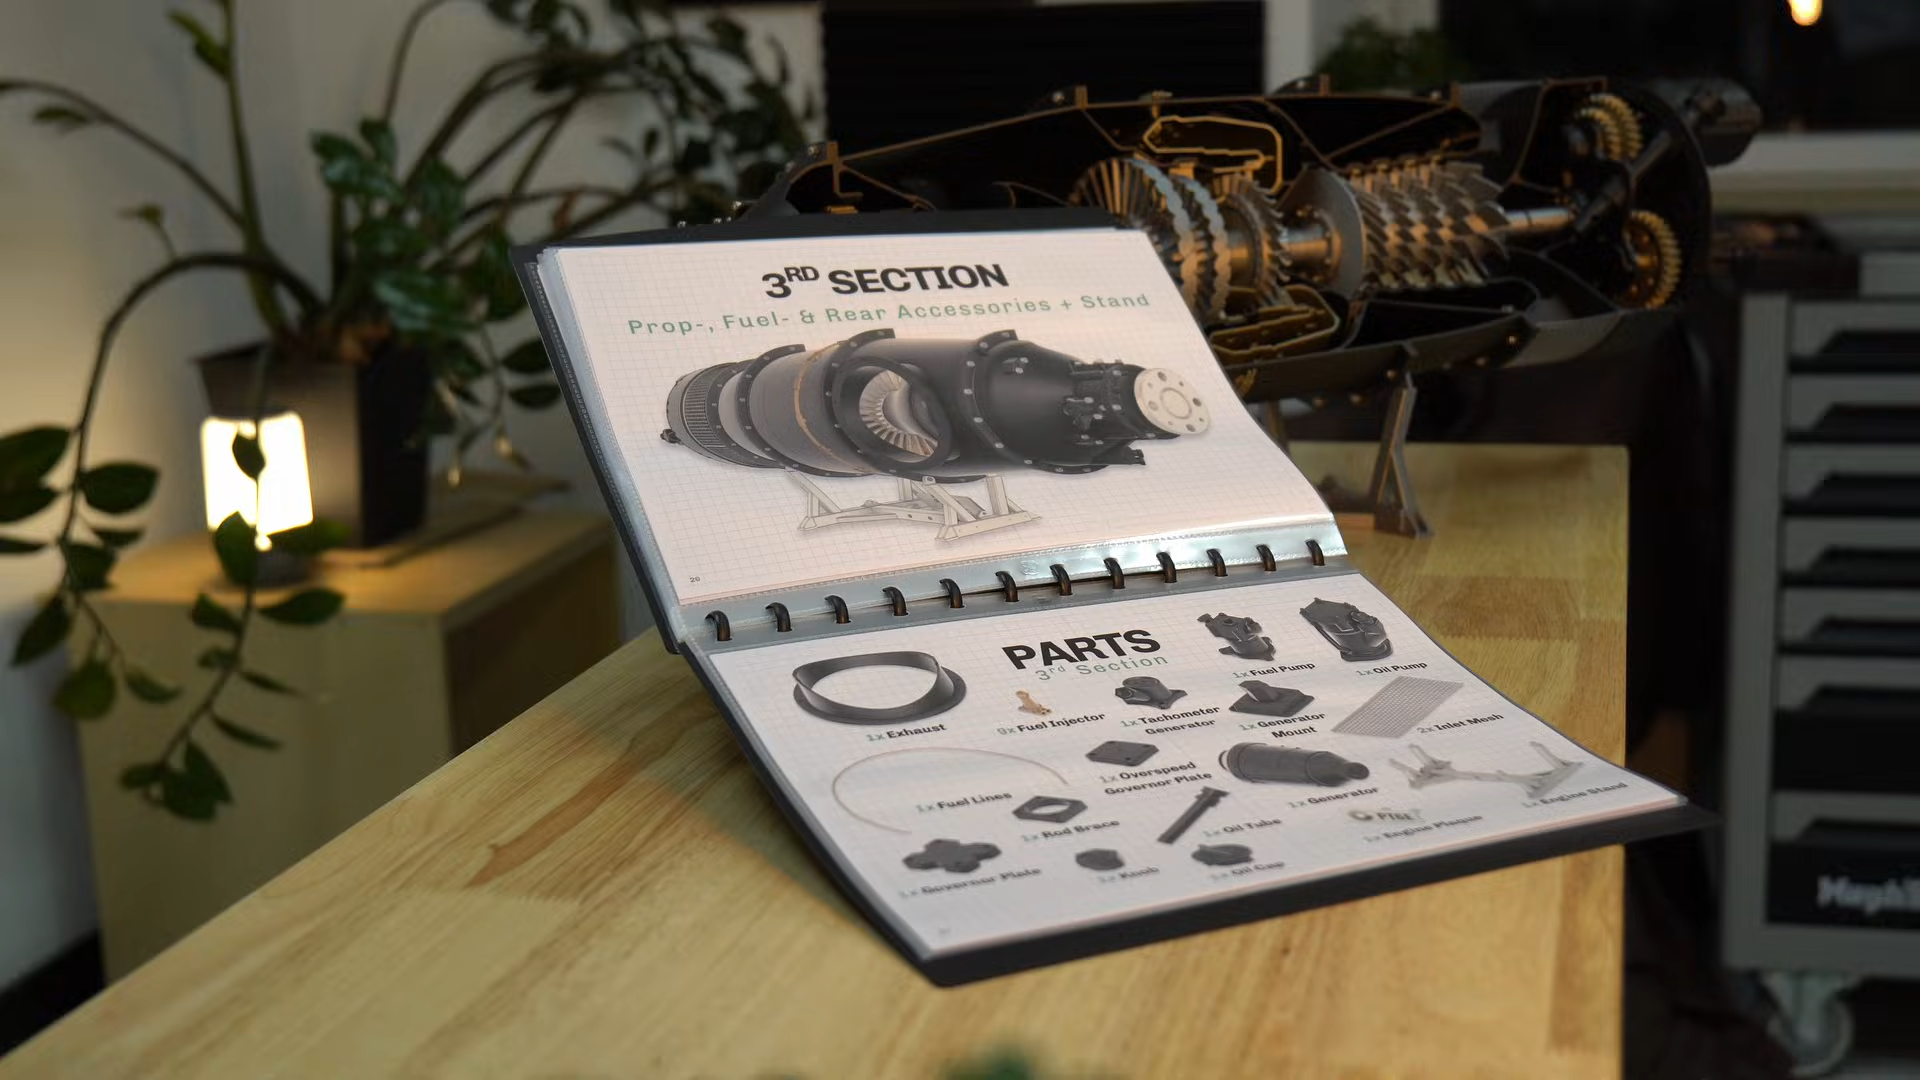 3RD SECTION
Prop-, Fuel- & Rear Accessories + Stand
20
PARTS
3rd Section
1x Exhaust
9x Fuel Injector
1x Tachometer
Generator
1x Fuel Pump
1x Oil Pump
1x Generator
Mount
2x Inlet Mesh
1x Fuel Lines
1x Overspeed
Governor Plate
1x Generator
1x Engine Stand
1x Rod Brace
1x Oil Tube
PT6E
1x Engine Plaque
1x Governor Plate
1x Knob
1x Oil Cap